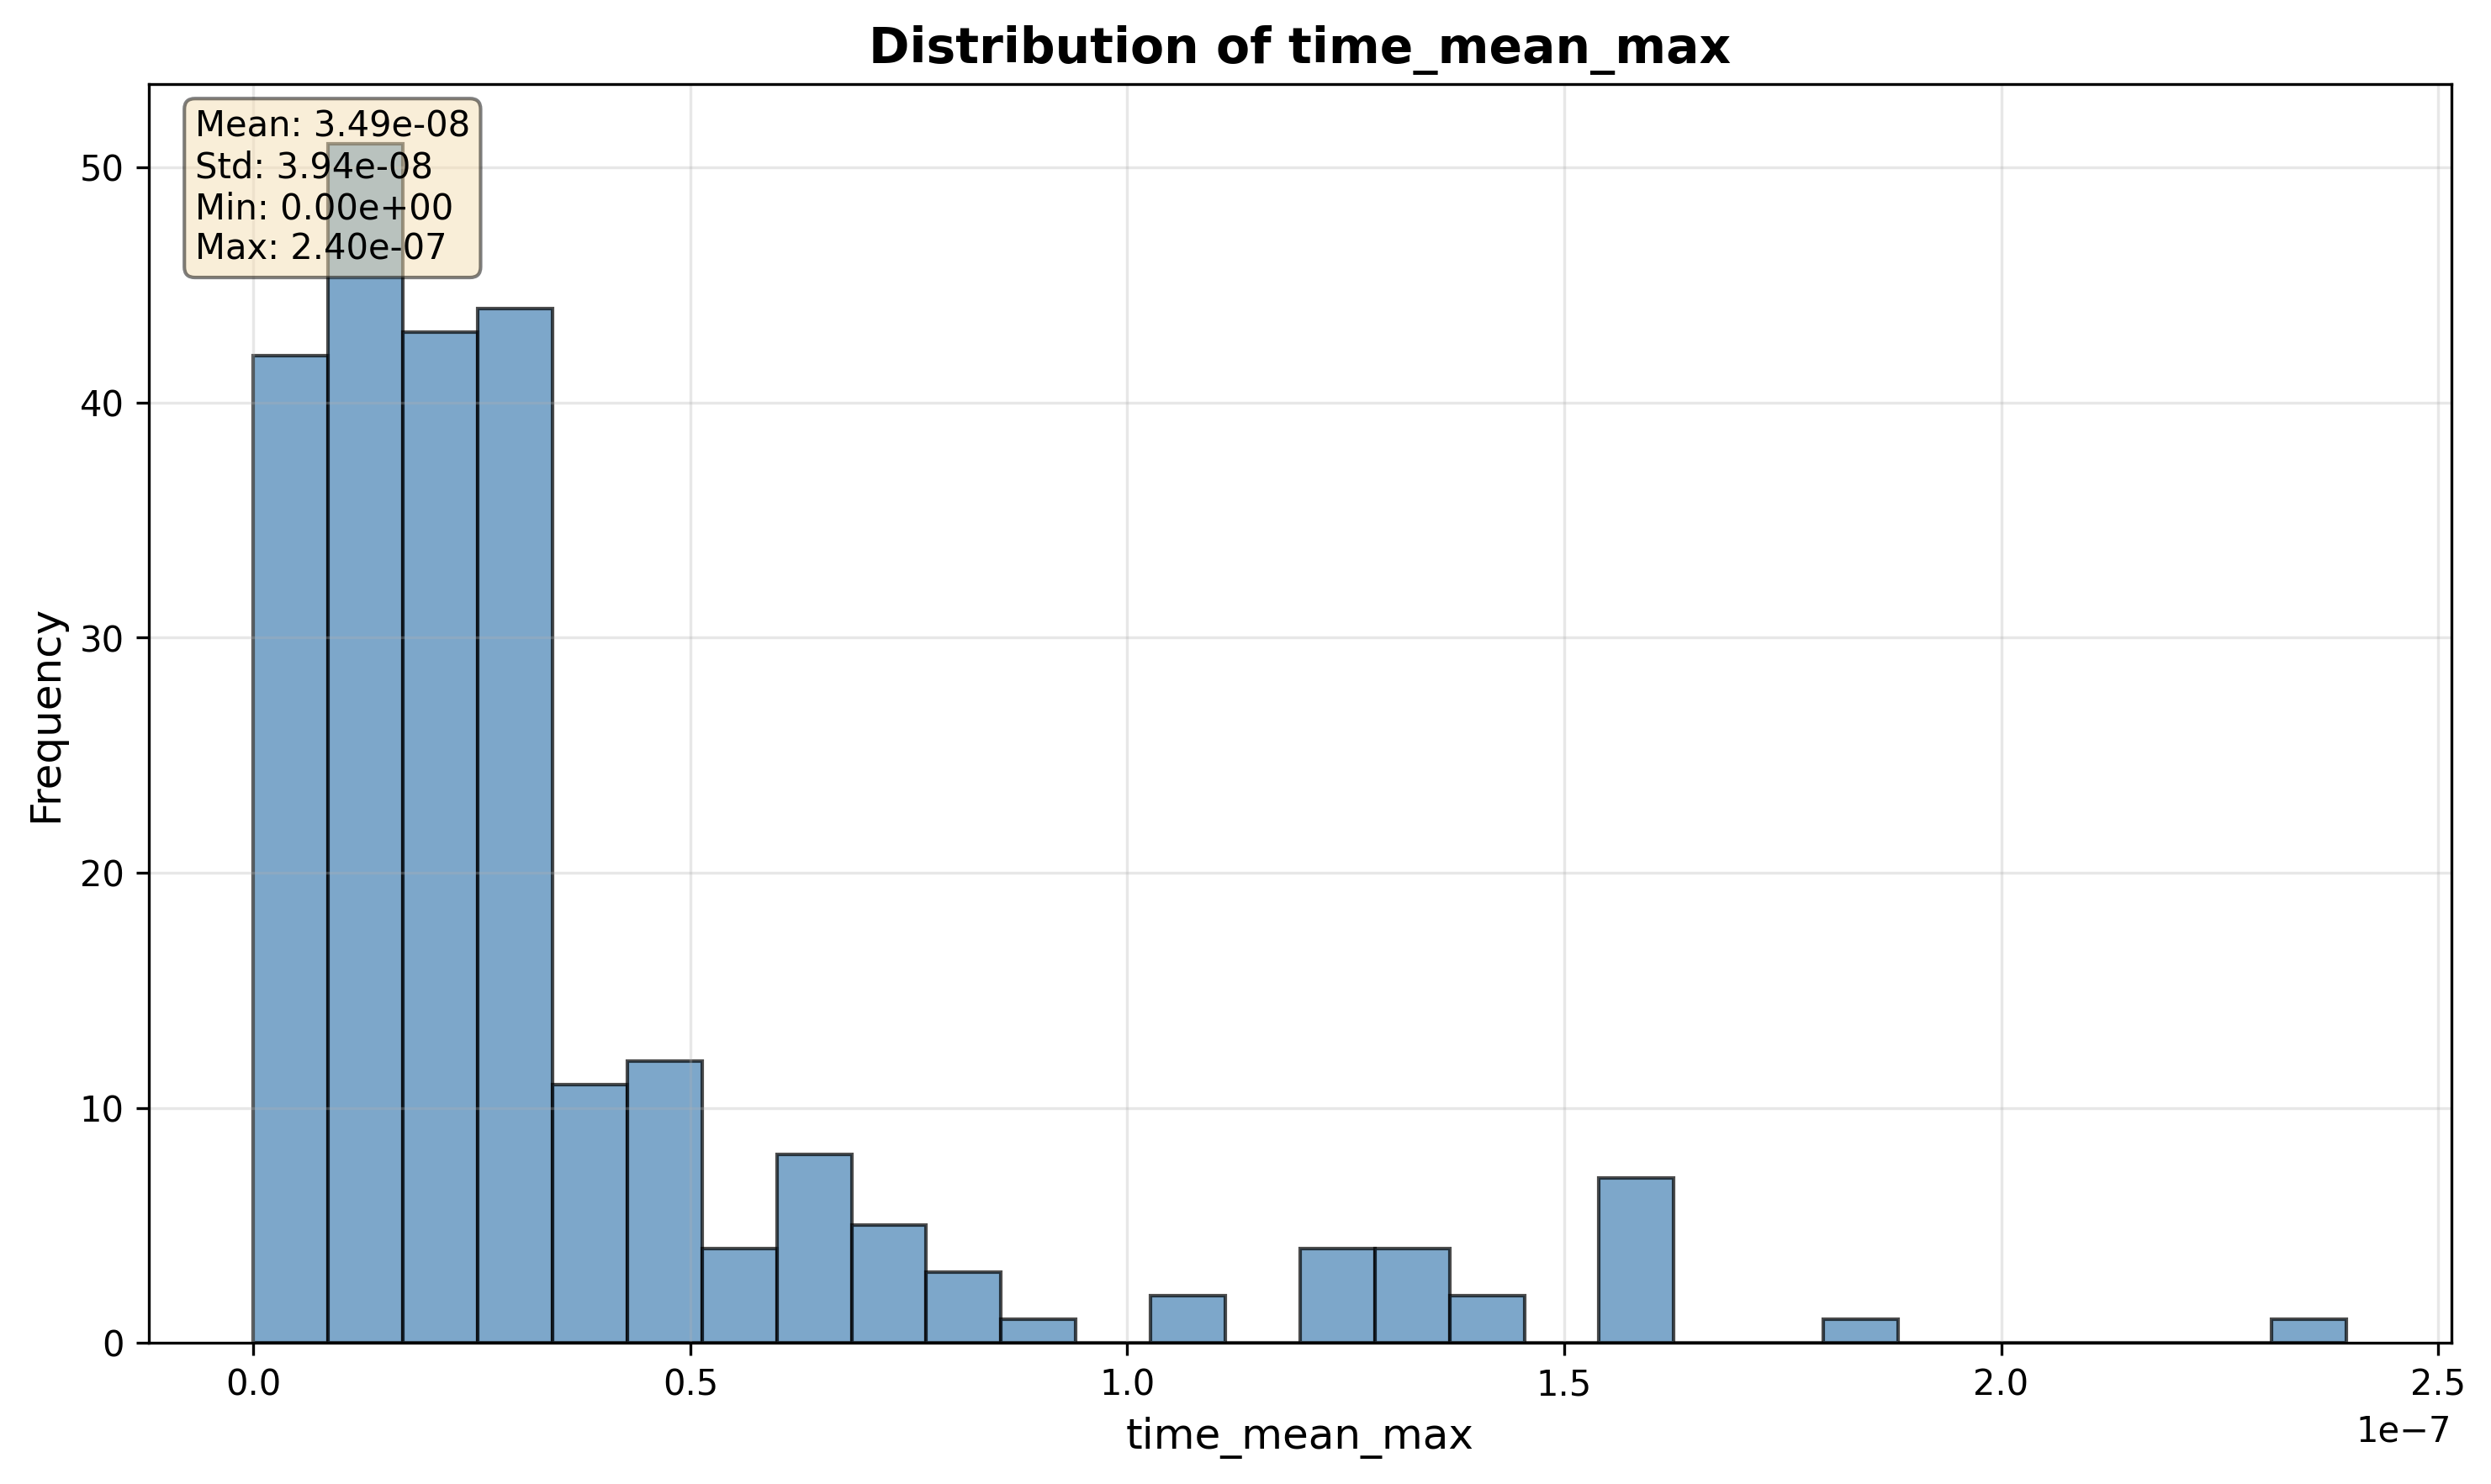 Distribution of time_mean_max
Mean: 3.49e-08
Std: 3.94e-08
Min: 0.00e+00
Max: 2.40e-07
50
40
30
20
10
0
Frequency
0.0 0.5 1.0 1.5 2.0 2.5
1e−7
time_mean_max